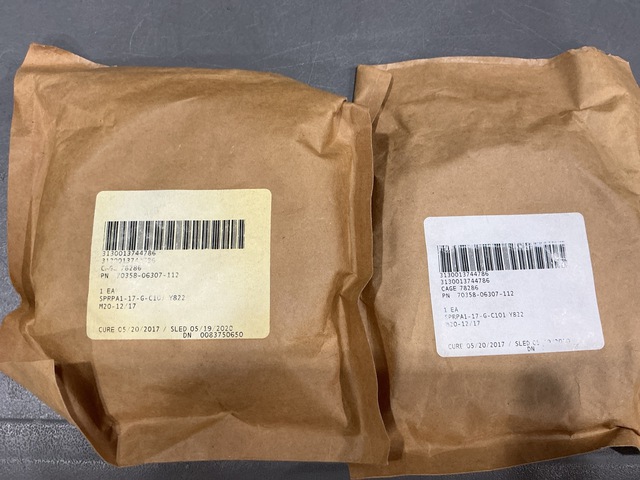 3130013744786
3130013744786
78286
PN 70358-06307-112
1 EA
SPRPA1-17-G-C101 Y822
M20-12/17
CURE 05/20/2017 / SLED 05/19/2020
DN 0083750650
3130013744786
3130013744786
CAGE 78286
PN 70358-06307-112
1 EA
SPRPA1-17-G-C101 Y822
M20-12/17
CURE 05/20/2017 / SLED
DN